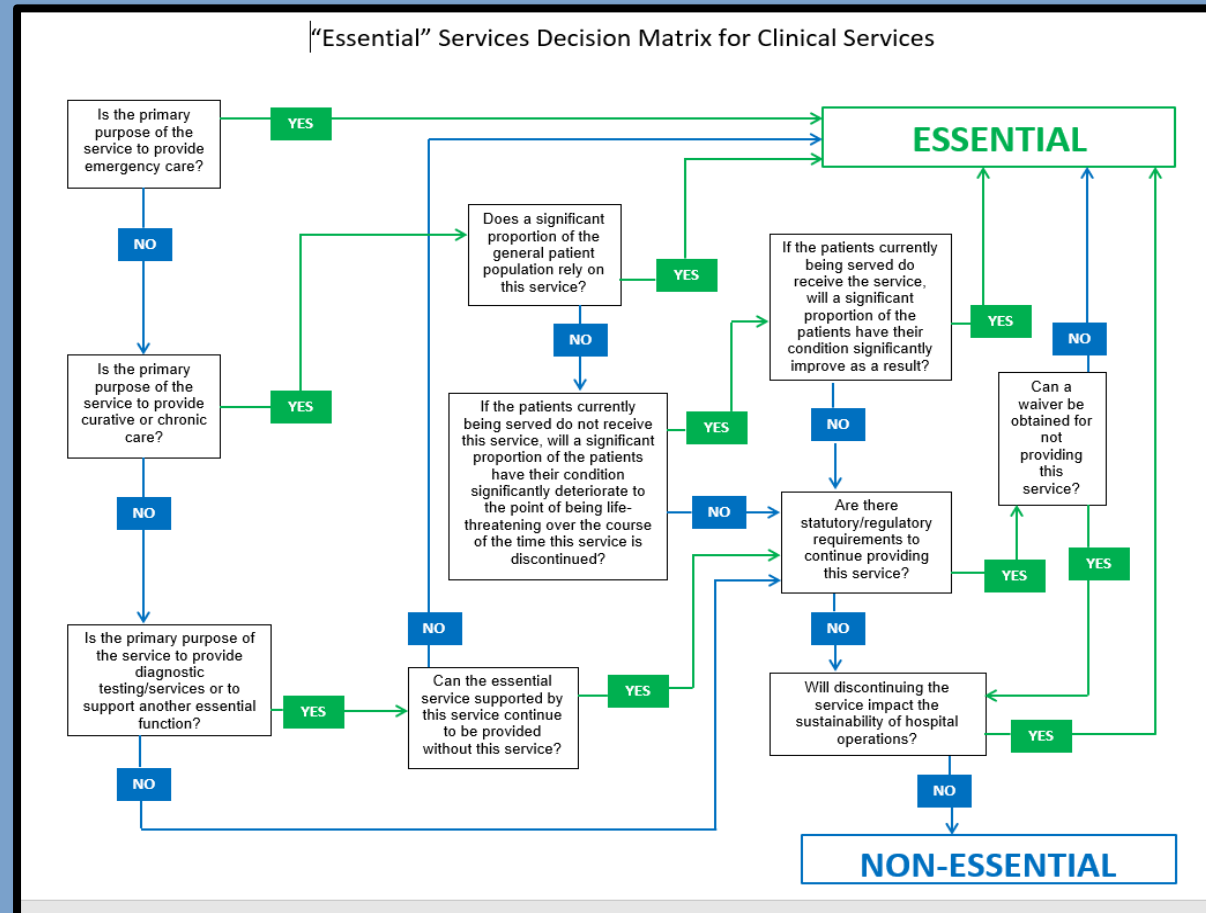 "Essential" Services Decision Matrix for Clinical Services
Is the primary
purpose of the
service to provide
emergency care?
YES
ESSENTIAL
NO
Does a significant
proportion of the
general patient
population rely on
this service?
YES
If the patients currently
being served do
receive the service,
will a significant
proportion of the
patients have their
condition significantly
improve as a result?
YES
NO
NO
Is the primary
purpose of the
service to provide
curative or chronic
care?
YES
If the patients currently
being served do not receive
this service, will a significant
proportion of the patients
have their condition
significantly deteriorate to
the point of being life-
threatening over the course
of the time this service is
discontinued?
YES
NO
NO
Can a
waiver be
obtained for
not
providing
this
service?
YES
NO
Are there
statutory/regulatory
requirements to
continue providing
this service?
YES
NO
Is the primary purpose of
the service to provide
diagnostic
testing/services or to
support another essential
function?
YES
NO
Can the essential
service supported by
this service continue
to be provided
without this service?
YES
Will discontinuing the
service impact the
sustainability of hospital
operations?
YES
NO
NO
NON-ESSENTIAL